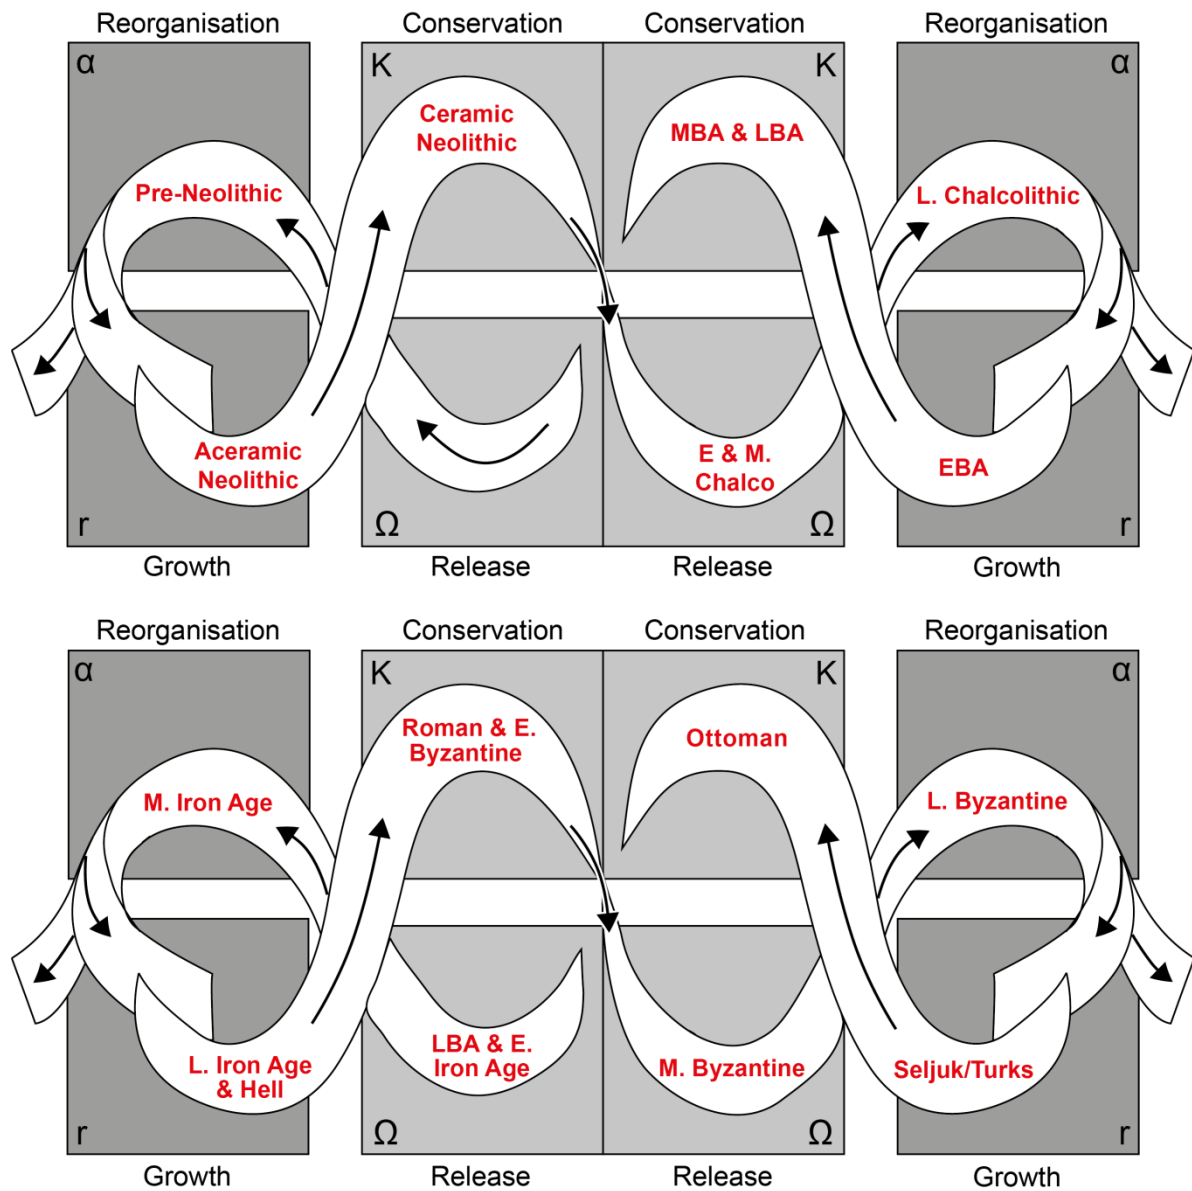 Reorganisation
Conservation
Conservation
Reorganisation
α
K
K
α
Ceramic
Neolithic
MBA & LBA
Pre-Neolithic
L. Chalcolithic
Aceramic
Neolithic
E & M.
Chalco
EBA
r
Ω
Ω
r
Growth
Release
Release
Growth
Reorganisation
Conservation
Conservation
Reorganisation
α
K
K
α
Roman & E.
Byzantine
Ottoman
M. Iron Age
L. Byzantine
L. Iron Age
& Hell
LBA & E.
Iron Age
M. Byzantine
Seljuk/Turks
r
Ω
Ω
r
Growth
Release
Release
Growth